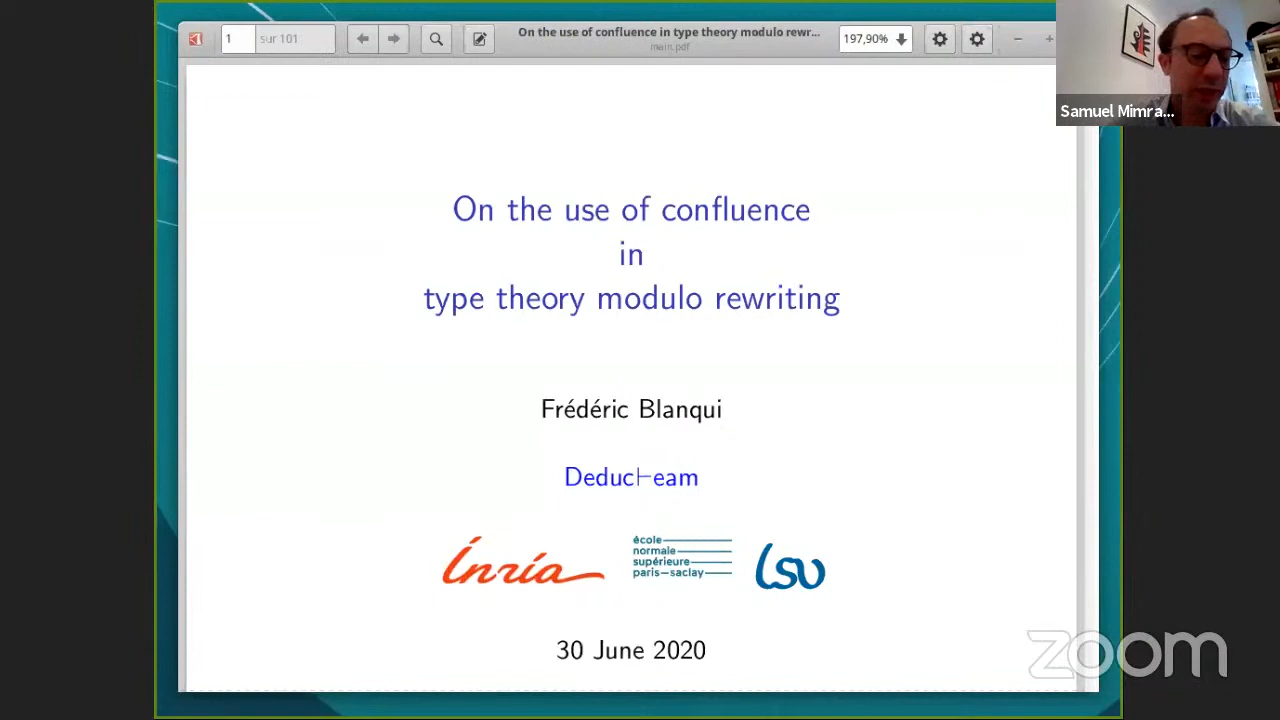 1 sur 101
On the use of confluence in type theory modulo rewr...
main.pdf
197,90%
Samuel Mimra...
On the use of confluence
in
type theory modulo rewriting
Frédéric Blanqui
Deduc⊢eam
inria
école
normale
supérieure
paris–saclay
lsv
30 June 2020
zoom